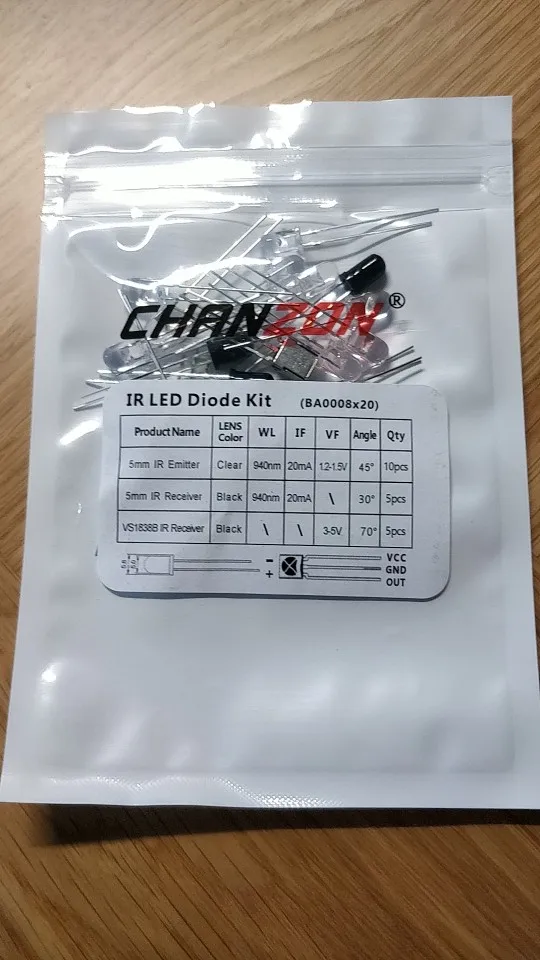 CHANZON®
IR LED Diode Kit (BA0008x20)
Product Name LENS Color WL IF VF Angle Qty
5mm IR Emitter Clear 940nm 20mA 1.2-1.5V 45° 10pcs
5mm IR Receiver Black 940nm 20mA \ 30° 5pcs
VS1838B IR Receiver Black \ \ 3-5V 70° 5pcs
- VCC
GND
+ OUT